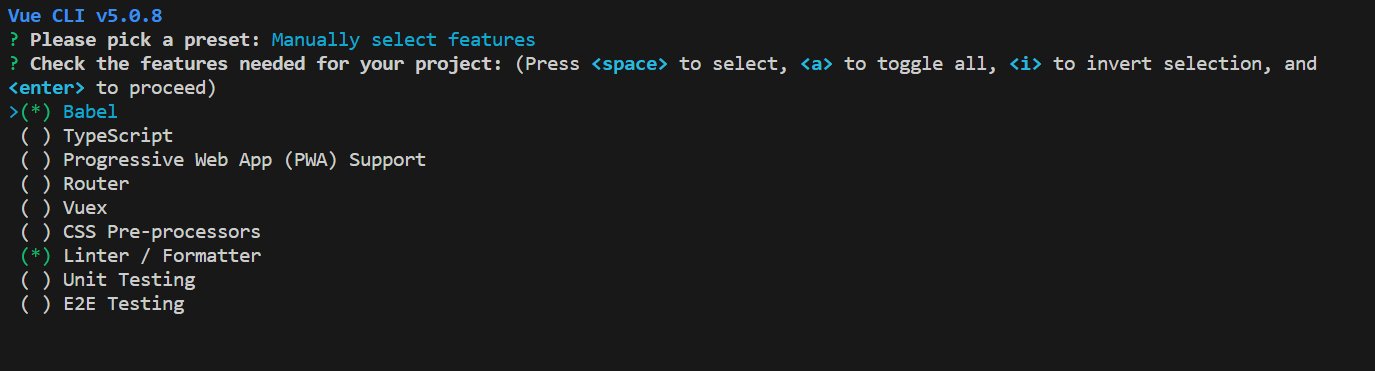 Vue CLI v5.0.8
? Please pick a preset: Manually select features
? Check the features needed for your project: (Press <space> to select, <a> to toggle all, <i> to invert selection, and
<enter> to proceed)
>(*) Babel
 ( ) TypeScript
 ( ) Progressive Web App (PWA) Support
 ( ) Router
 ( ) Vuex
 ( ) CSS Pre-processors
 (*) Linter / Formatter
 ( ) Unit Testing
 ( ) E2E Testing